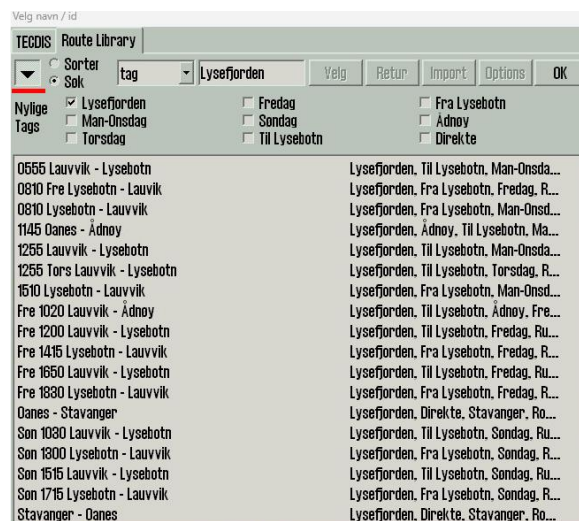 Velg navn / id
TECDIS Route Library
Sorter
Søk tag Lysefjorden Velg Retur Import Options OK
Nylige Tags
Lysefjorden Fredag Fra Lysebotn
Man-Onsdag Søndag Ådnøy
Torsdag Til Lysebotn Direkte
0555 Lauvvik - Lysebotn Lysefjorden, Til Lysebotn, Man-Onsda...
0810 Fre Lysebotn - Lauvik Lysefjorden, Fra Lysebotn, Fredag, R...
0810 Lysebotn - Lauvvik Lysefjorden, Fra Lysebotn, Man-Onsd...
1145 Oanes - Ådnøy Lysefjorden, Ådnøy, Til Lysebotn, Ma...
1255 Lauvvik - Lysebotn Lysefjorden, Til Lysebotn, Man-Onsda...
1255 Tors Lauvvik - Lysebotn Lysefjorden, Til Lysebotn, Torsdag, R...
1510 Lysebotn - Lauvvik Lysefjorden, Fra Lysebotn, Man-Onsd...
Fre 1020 Lauvvik - Ådnøy Lysefjorden, Til Lysebotn, Ådnøy, Fre...
Fre 1200 Lauvvik - Lysebotn Lysefjorden, Til Lysebotn, Fredag, Ru...
Fre 1415 Lysebotn - Lauvvik Lysefjorden, Fra Lysebotn, Fredag, R...
Fre 1650 Lauvvik - Lysebotn Lysefjorden, Til Lysebotn, Fredag, Ru...
Fre 1830 Lysebotn - Lauvvik Lysefjorden, Fra Lysebotn, Fredag, R...
Oanes - Stavanger Lysefjorden, Direkte, Stavanger, Ro...
Søn 1030 Lauvvik - Lysebotn Lysefjorden, Til Lysebotn, Søndag, Ru...
Søn 1300 Lysebotn - Lauvvik Lysefjorden, Fra Lysebotn, Søndag, R...
Søn 1515 Lauvvik - Lysebotn Lysefjorden, Til Lysebotn, Søndag, Ru...
Søn 1715 Lysebotn - Lauvvik Lysefjorden, Fra Lysebotn, Søndag, R...
Stavanger - Oanes Lysefjorden, Direkte, Stavanger, Ro...